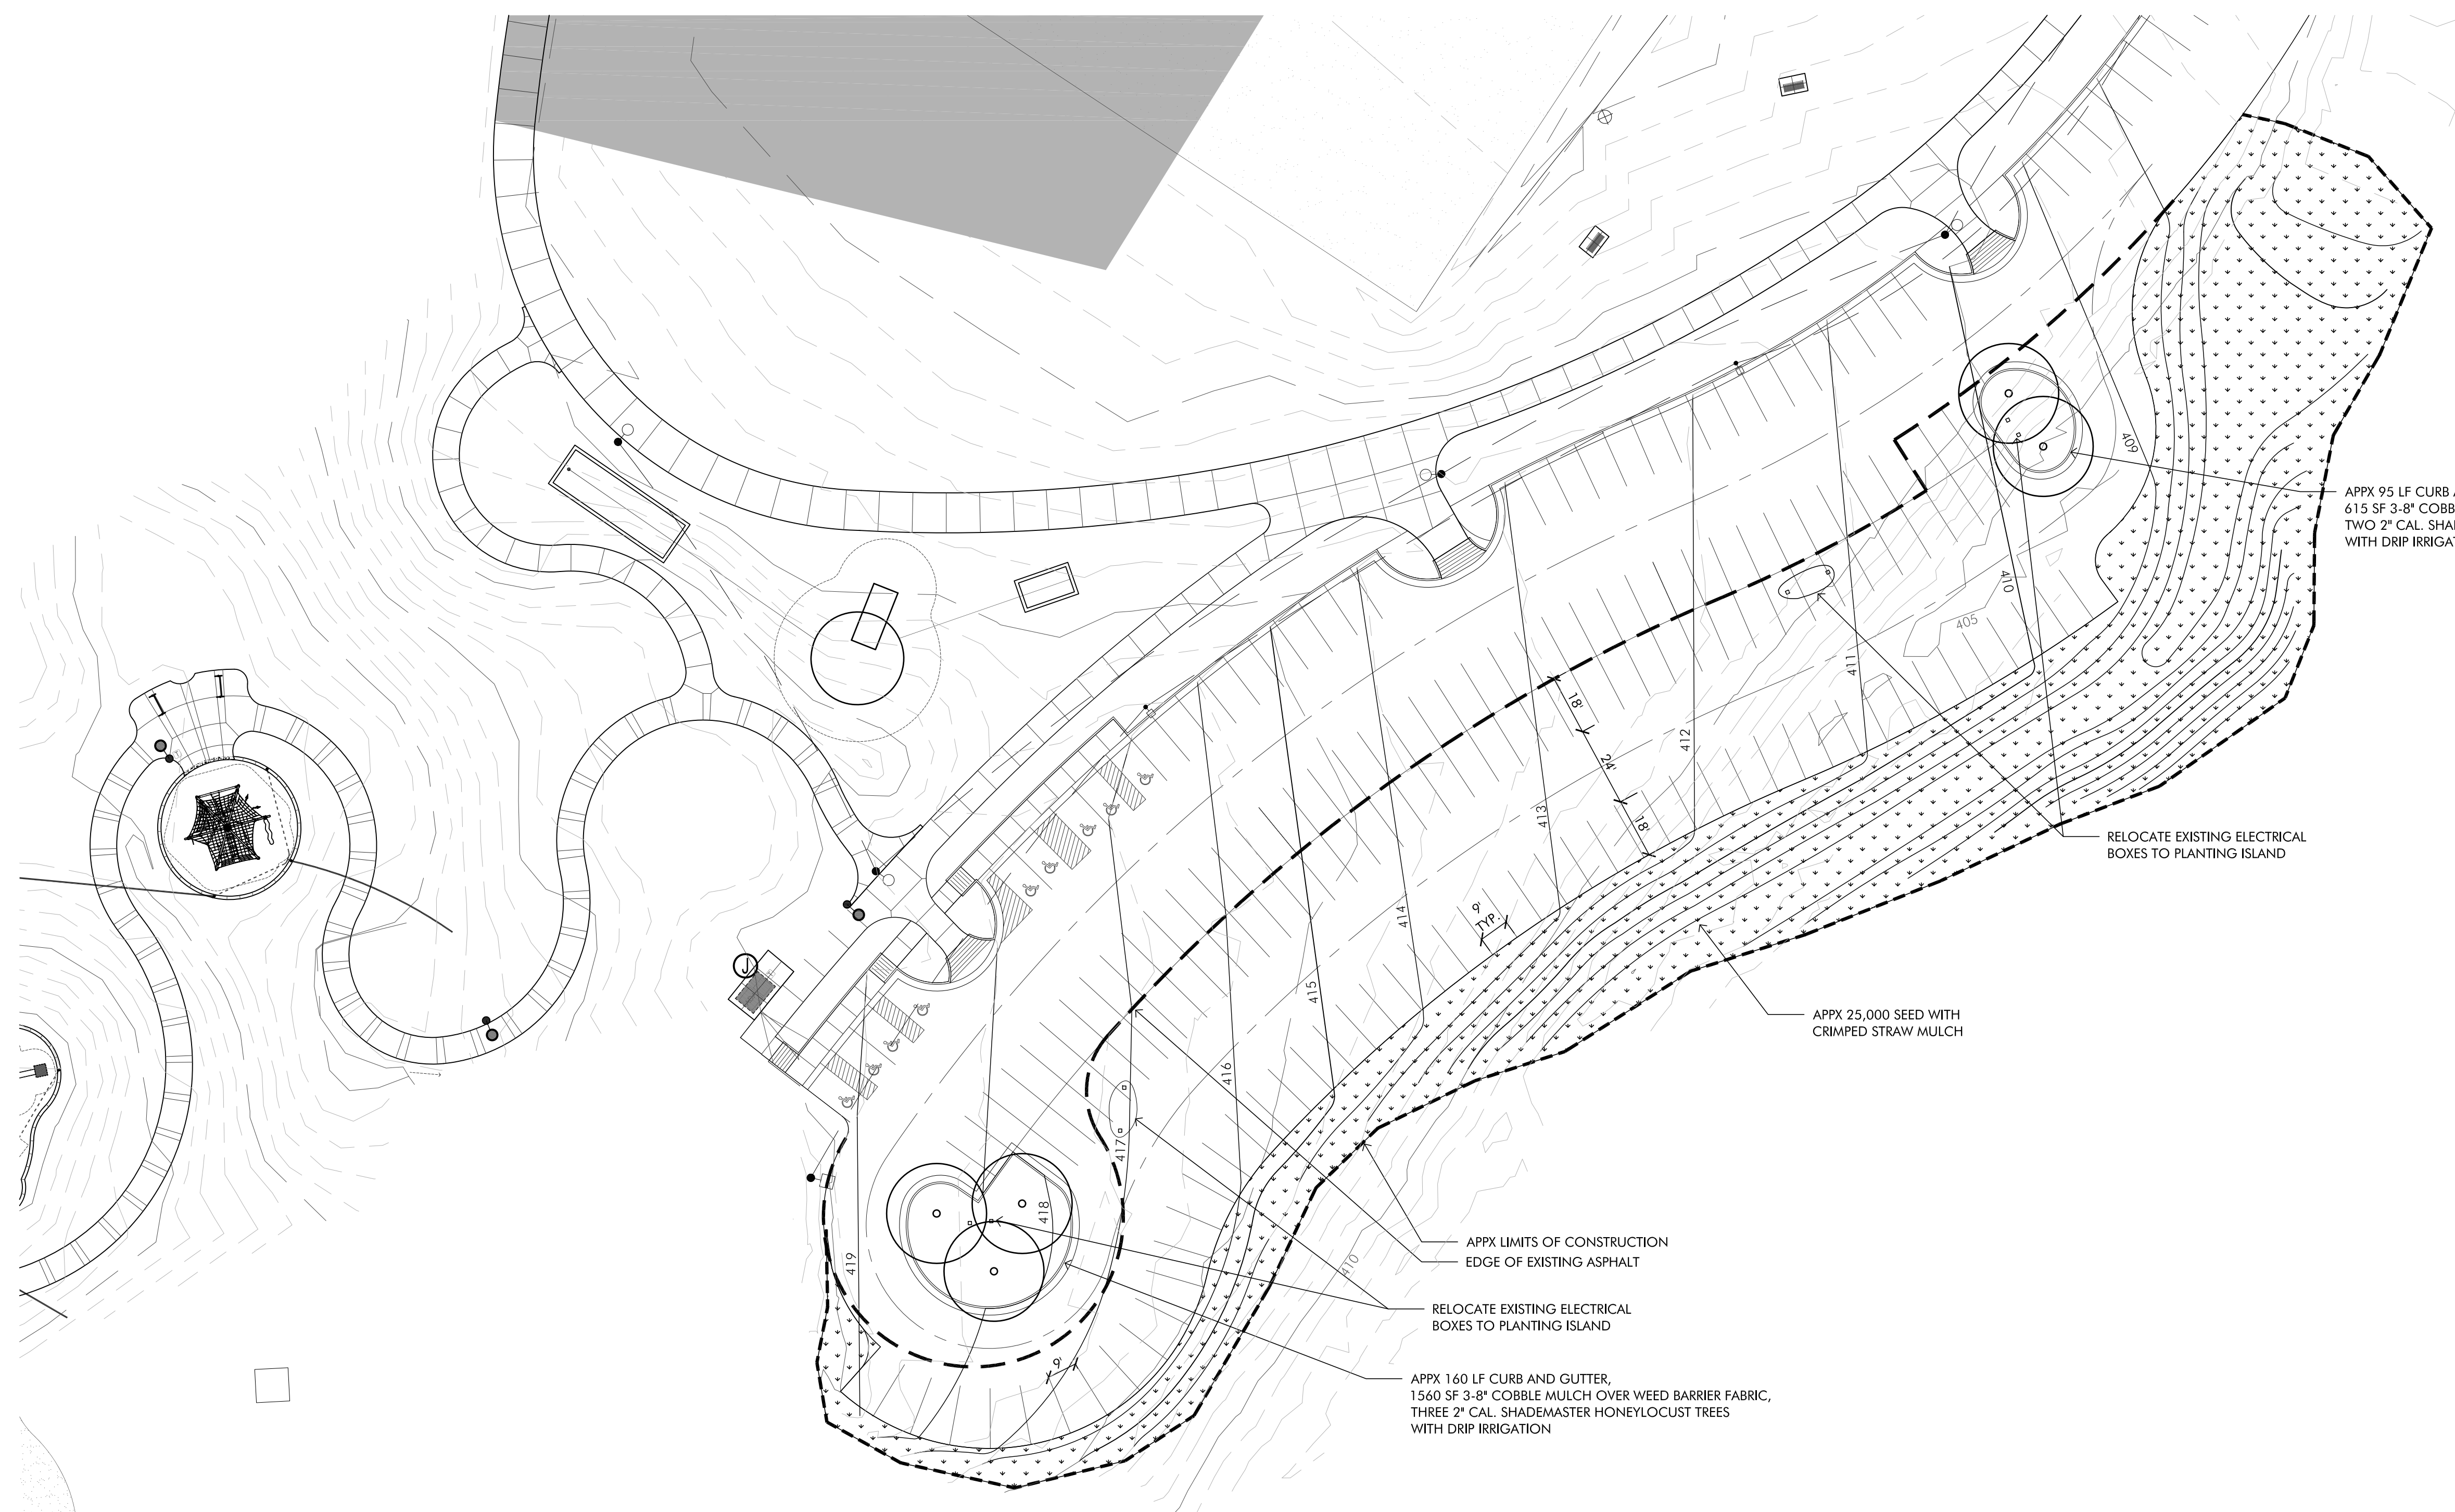 409
APPX 95 LF CURB
615 SF 3-8"
TWO 2" CAL.
WITH DRIP
410
405
411
412
18'
24'
18'
413
9'
TYP.
414
415
416
417
418
419
410
9'
J
RELOCATE EXISTING ELECTRICAL
BOXES TO PLANTING ISLAND
APPX 25,000 SEED WITH
CRIMPED STRAW MULCH
APPX LIMITS OF CONSTRUCTION
EDGE OF EXISTING ASPHALT
RELOCATE EXISTING ELECTRICAL
BOXES TO PLANTING ISLAND
APPX 160 LF CURB AND GUTTER,
1560 SF 3-8" COBBLE MULCH OVER WEED BARRIER FABRIC,
THREE 2" CAL. SHADEMASTER HONEYLOCUST TREES
WITH DRIP IRRIGATION